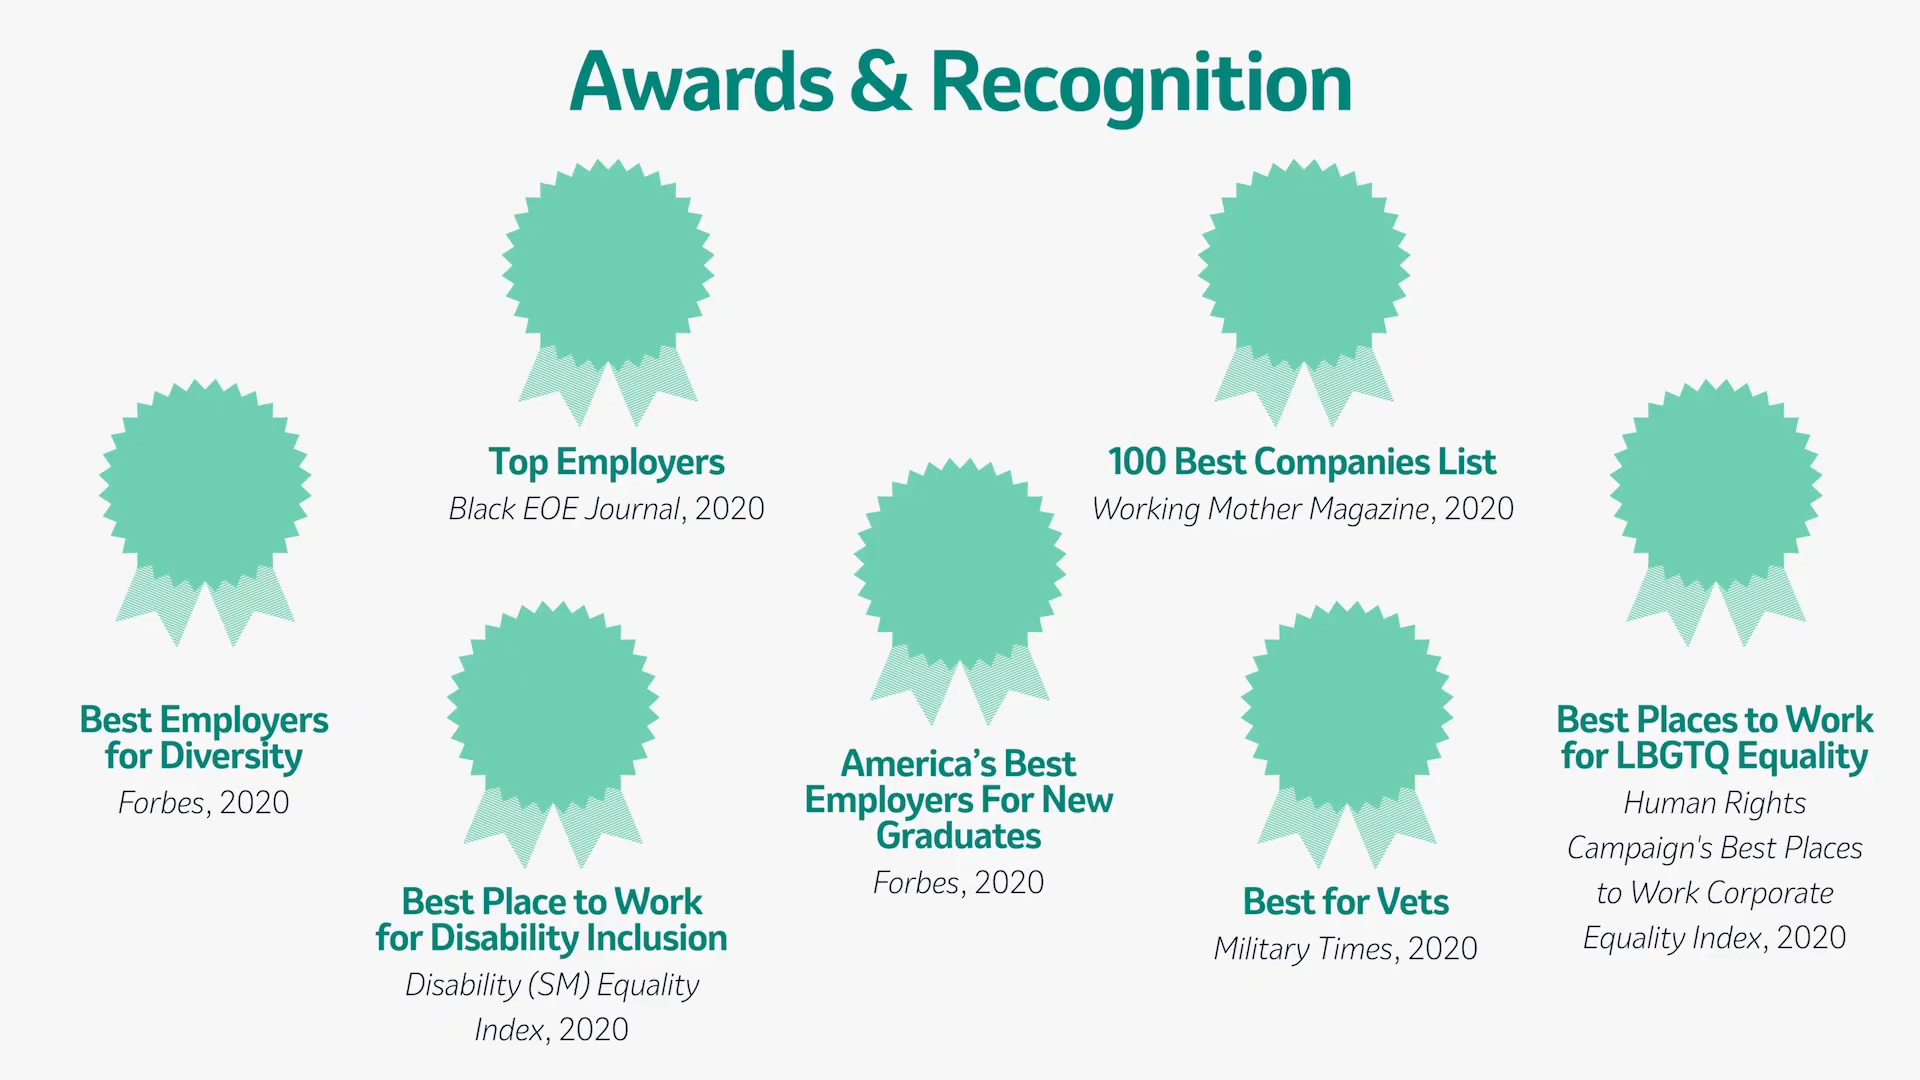 Awards & Recognition
Top Employers
Black EOE Journal, 2020
100 Best Companies List
Working Mother Magazine, 2020
Best Employers
for Diversity
Forbes, 2020
Best Place to Work
for Disability Inclusion
Disability (SM) Equality
Index, 2020
America’s Best
Employers For New
Graduates
Forbes, 2020
Best for Vets
Military Times, 2020
Best Places to Work
for LBGTQ Equality
Human Rights
Campaign's Best Places
to Work Corporate
Equality Index, 2020